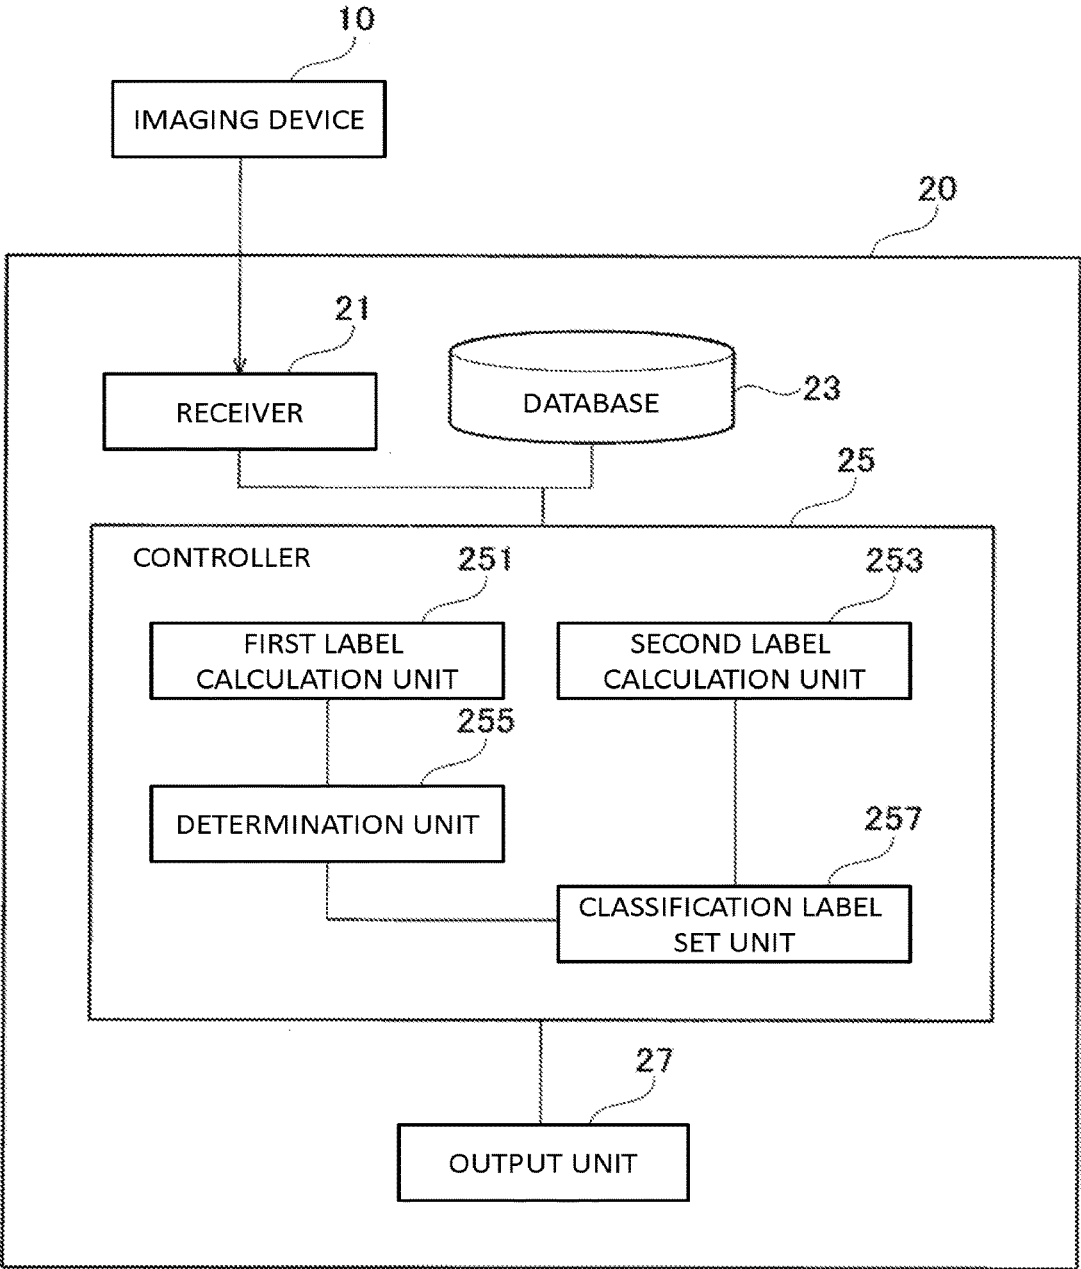 10
IMAGING DEVICE
20
21
RECEIVER
DATABASE
23
25
CONTROLLER
251
253
FIRST LABEL
CALCULATION UNIT
SECOND LABEL
CALCULATION UNIT
255
DETERMINATION UNIT
257
CLASSIFICATION LABEL
SET UNIT
27
OUTPUT UNIT